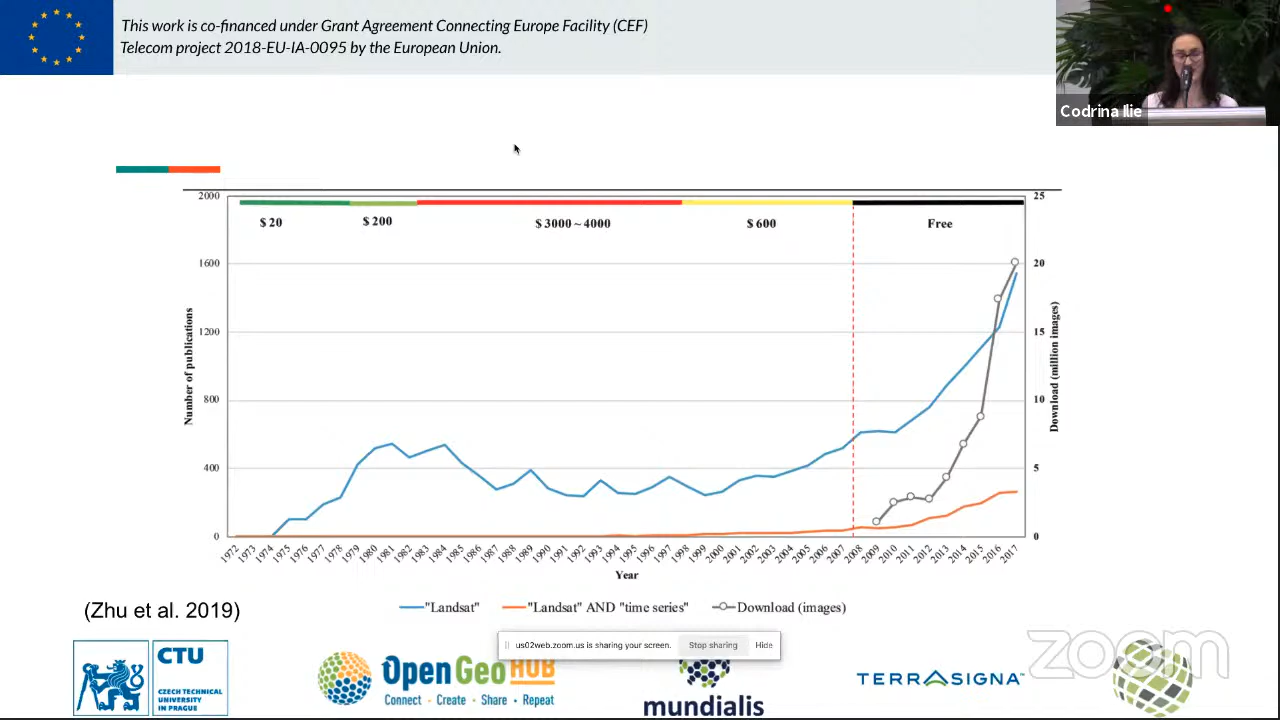 This work is co-financed under Grant Agreement Connecting Europe Facility (CEF)
Telecom project 2018-EU-IA-0095 by the European Union.
Codrina Ilie
2000
1600
1200
800
400
0
25
20
15
10
5
0
$ 20
$ 200
$ 3000 ~ 4000
$ 600
Free
Number of publications
Download (million images)
1972 1973 1974 1975 1976 1977 1978 1979 1980 1981 1982 1983 1984 1985 1986 1987 1988 1989 1990 1991 1992 1993 1994 1995 1996 1997 1998 1999 2000 2001 2002 2003 2004 2005 2006 2007 2008 2009 2010 2011 2012 2013 2014 2015 2016 2017
Year
"Landsat"
"Landsat" AND "time series"
Download (images)
(Zhu et al. 2019)
us02web.zoom.us is sharing your screen.
Stop sharing
Hide
CTU
CZECH TECHNICAL
UNIVERSITY
IN PRAGUE
OpenGeoHUB
Connect · Create · Share · Repeat
mundialis
TERRASIGNA™
zoom